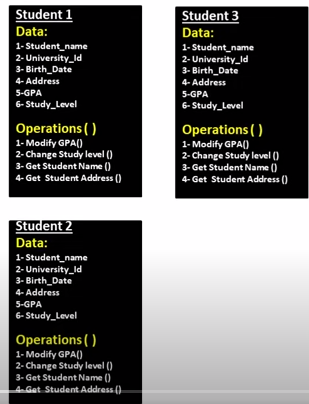 Student 1
Data:
1- Student_name
2- University_Id
3- Birth_Date
4- Address
5-GPA
6- Study_Level
Operations ( )
1- Modify GPA()
2- Change Study level ()
3- Get Student Name ()
4- Get Student Address ()
Student 3
Data:
1- Student_name
2- University_Id
3- Birth_Date
4- Address
5-GPA
6- Study_Level
Operations ( )
1- Modify GPA()
2- Change Study level ()
3- Get Student Name ()
4- Get Student Address ()
Student 2
Data:
1- Student_name
2- University_Id
3- Birth_Date
4- Address
5-GPA
6- Study_Level
Operations ( )
1- Modify GPA()
2- Change Study level ()
3- Get Student Name ()
4- Get Student Address ()